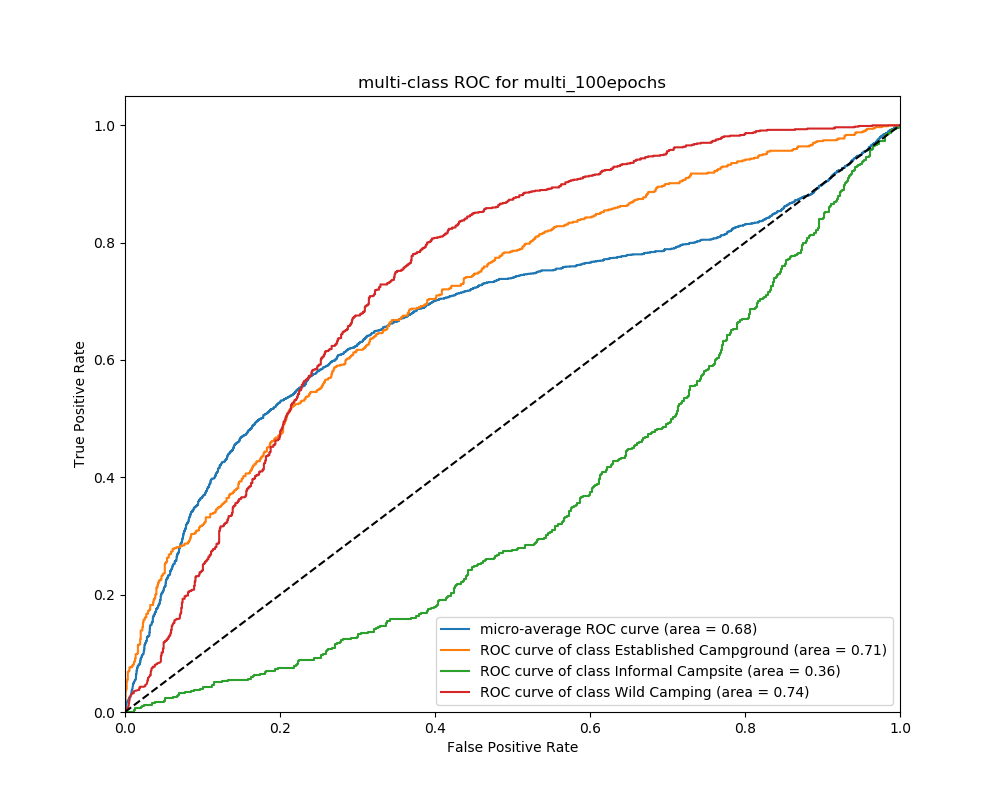 multi-class ROC for multi_100epochs
True Positive Rate
1.0
0.8
0.6
0.4
0.2
0.0
micro-average ROC curve (area = 0.68)
ROC curve of class Established Campground (area = 0.71)
ROC curve of class Informal Campsite (area = 0.36)
ROC curve of class Wild Camping (area = 0.74)
0.0 0.2 0.4 0.6 0.8 1.0
False Positive Rate